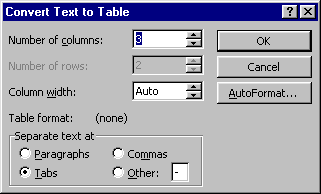 Convert Text to Table
Number of columns: 3
OK
Number of rows: 2
Cancel
Column width: Auto
AutoFormat...
Table format: (none)
Separate text at
Paragraphs Commas
Tabs Other: -